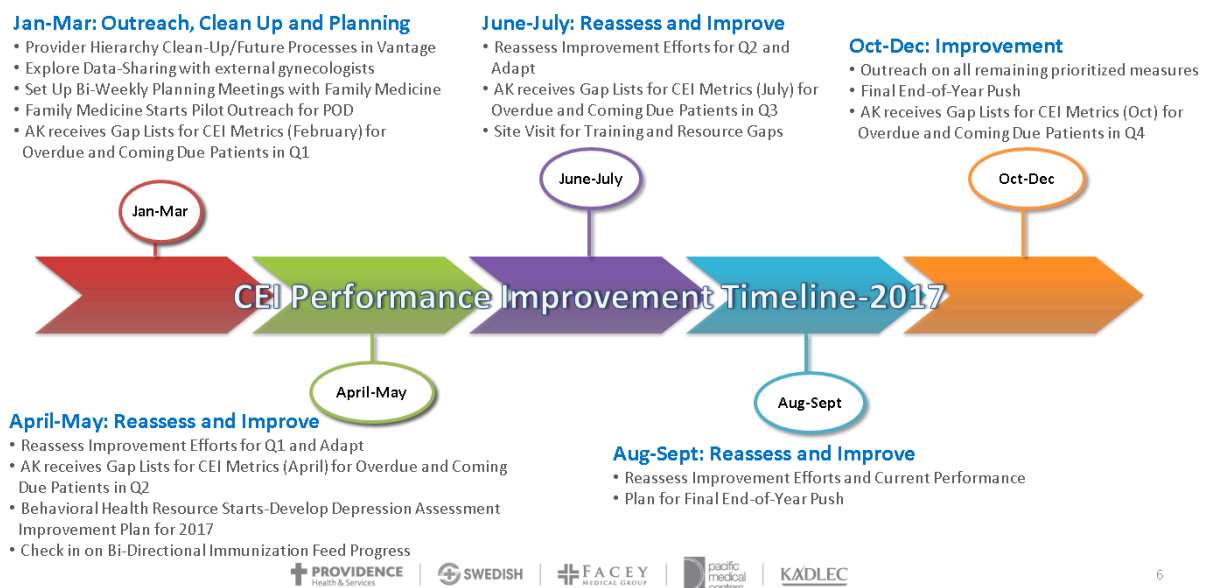 Jan-Mar: Outreach, Clean Up and Planning
• Provider Hierarchy Clean-Up/Future Processes in Vantage
• Explore Data-Sharing with external gynecologists
• Set Up Bi-Weekly Planning Meetings with Family Medicine
• Family Medicine Starts Pilot Outreach for POD
• AK receives Gap Lists for CEI Metrics (February) for
Overdue and Coming Due Patients in Q1
June-July: Reassess and Improve
• Reassess Improvement Efforts for Q2 and
Adapt
• AK receives Gap Lists for CEI Metrics (July) for
Overdue and Coming Due Patients in Q3
• Site Visit for Training and Resource Gaps
Oct-Dec: Improvement
• Outreach on all remaining prioritized measures
• Final End-of-Year Push
• AK receives Gap Lists for CEI Metrics (Oct) for
Overdue and Coming Due Patients in Q4
Jan-Mar
June-July
Oct-Dec
CEI Performance Improvement Timeline-2017
April-May
Aug-Sept
April-May: Reassess and Improve
• Reassess Improvement Efforts for Q1 and Adapt
• AK receives Gap Lists for CEI Metrics (April) for Overdue and Coming
Due Patients in Q2
• Behavioral Health Resource Starts-Develop Depression Assessment
Improvement Plan for 2017
• Check in on Bi-Directional Immunization Feed Progress
Aug-Sept: Reassess and Improve
• Reassess Improvement Efforts and Current Performance
• Plan for Final End-of-Year Push
PROVIDENCE
Health & Services
SWEDISH
FACEY
MEDICAL GROUP
pacific
medical
centers
KADLEC
6